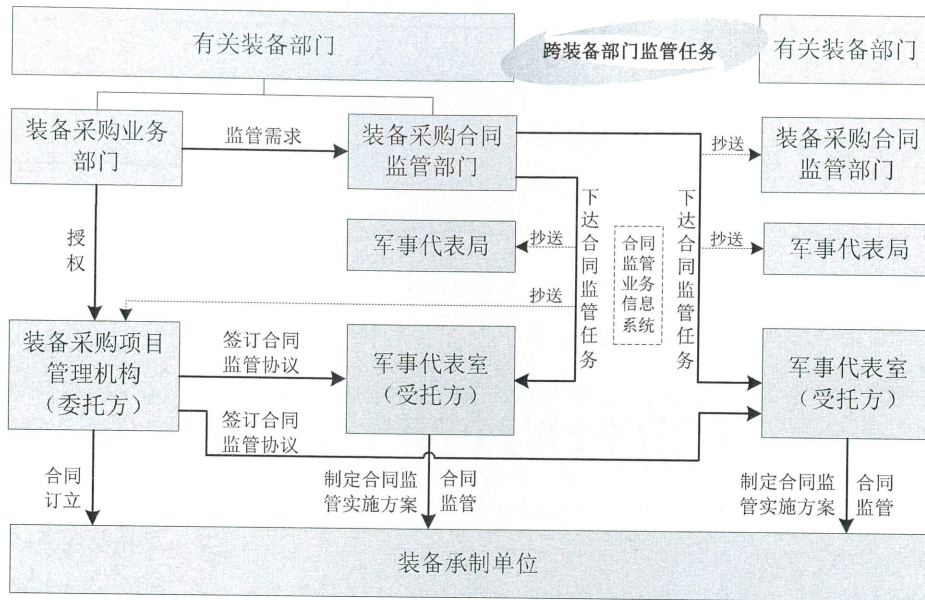 有关装备部门
跨装备部门监管任务
有关装备部门
装备采购业务
部门
监管需求
装备采购合同
监管部门
抄送
装备采购合同
监管部门
授
权
军事代表局
抄送
下
达
合
同
监
管
任
务
合同
监管
业务
信息
系统
下
达
合
同
监
管
任
务
抄送
军事代表局
抄送
装备采购项目
管理机构
（委托方）
签订合同
监管协议
军事代表室
（受托方）
军事代表室
（受托方）
签订合同
监管协议
合同
订立
制定合同监
管实施方案
合同
监管
制定合同监
管实施方案
合同
监管
装备承制单位